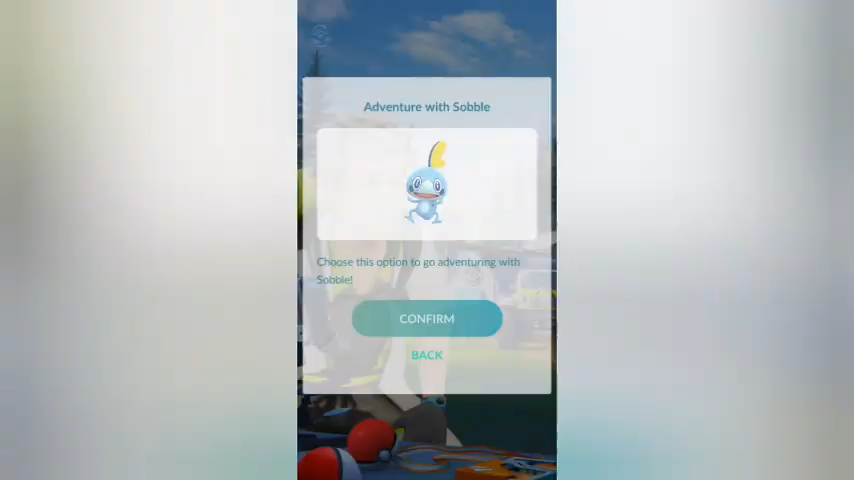 Adventure with Sobble
Choose this option to go adventuring with
Sobble!
CONFIRM
BACK